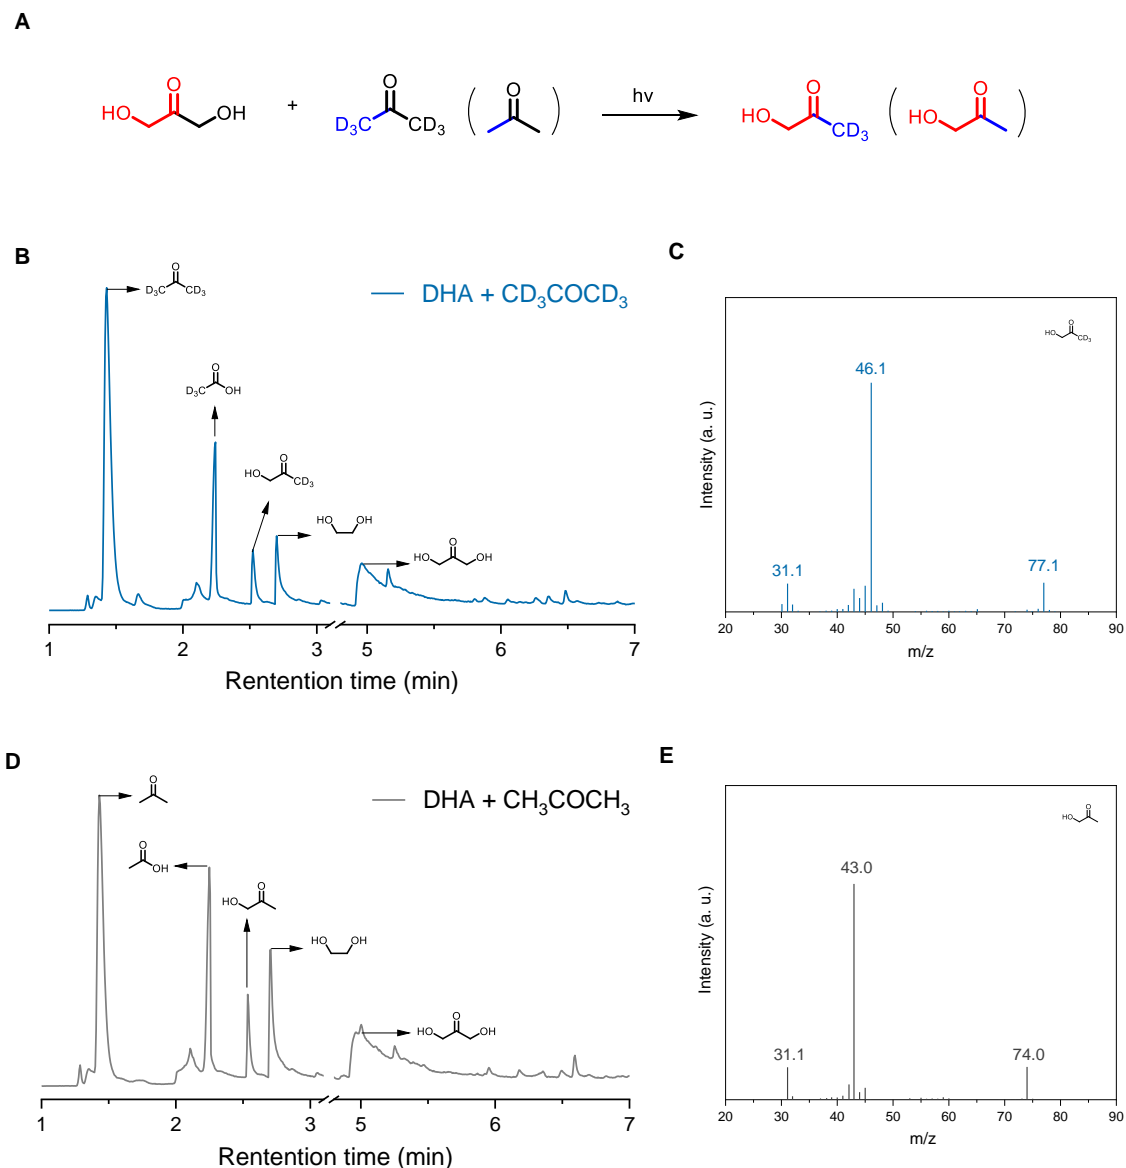 A
HO
O
OH
+
D3C
O
CD3
(
O
)
hv
HO
O
CD3
(
HO
O
)
B
D3C
O
CD3
DHA + CD3COCD3
D3C
O
OH
HO
O
CD3
HO
OH
HO
O
OH
1
2
3
5
6
7
Rentention time (min)
C
HO
O
CD3
46.1
31.1
77.1
Intensity (a. u.)
20
30
40
50
60
70
80
90
m/z
D
O
DHA + CH3COCH3
O
OH
HO
O
HO
OH
HO
O
OH
1
2
3
5
6
7
Rentention time (min)
E
HO
O
43.0
31.1
74.0
Intensity (a. u.)
20
30
40
50
60
70
80
90
m/z